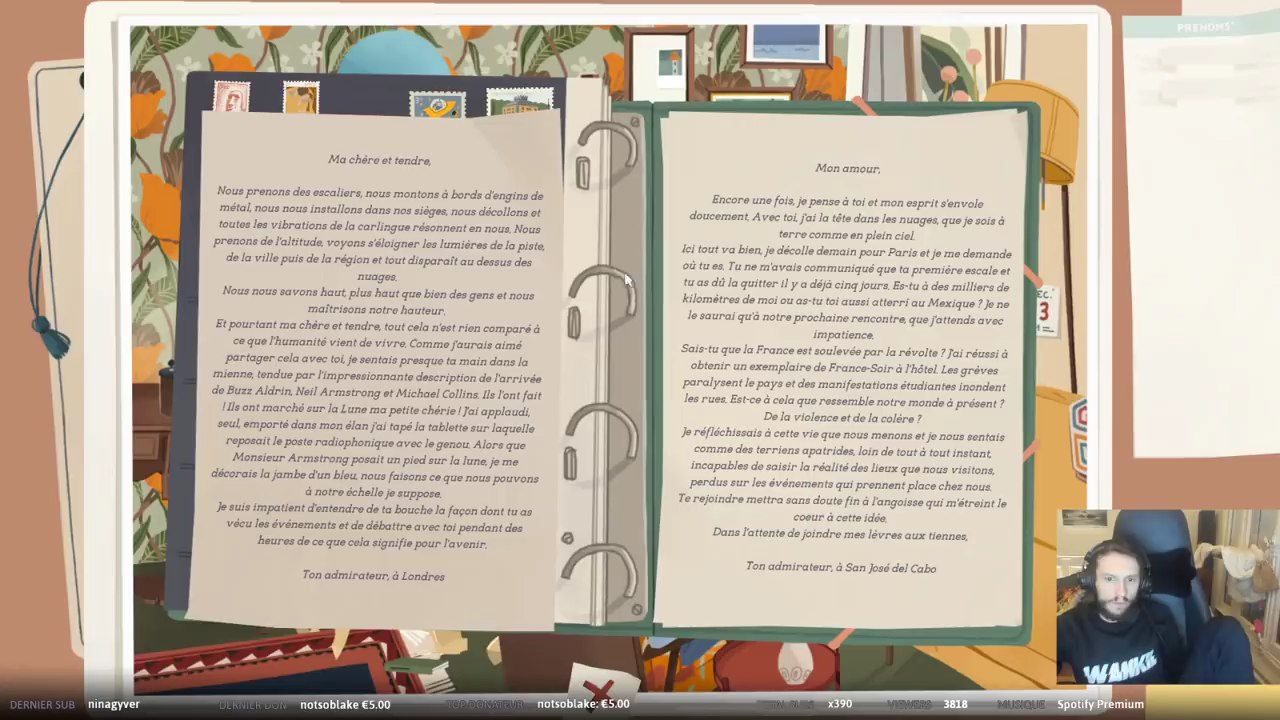 PRÉNOMS
Ma chère et tendre,
Nous prenons des escaliers, nous montons à bords d'engins de
métal, nous nous installons dans nos sièges, nous décollons et
toutes les vibrations de la carlingue résonnent en nous. Nous
prenons de l'altitude, voyons s'éloigner les lumières de la piste,
de la ville puis de la région et tout disparaît au dessus des
nuages.
Nous nous savons haut, plus haut que bien des gens et nous
maîtrisons notre hauteur.
Et pourtant ma chère et tendre, tout cela n'est rien comparé à
ce que l'humanité vient de vivre. Comme j'aurais aimé
partager cela avec toi, je sentais presque ta main dans la
mienne, tendue par l'impressionnante description de l'arrivée
de Buzz Aldrin, Neil Armstrong et Michael Collins. Ils l'ont fait
! Ils ont marché sur la Lune ma petite chérie ! J'ai applaudi,
seul, emporté dans mon élan j'ai tapé la tablette sur laquelle
reposait le poste radiophonique avec le genou. Alors que
Monsieur Armstrong posait un pied sur la lune, je me
décorais la jambe d'un bleu, nous faisons ce que nous pouvons
à notre échelle je suppose.
Je suis impatient d'entendre de ta bouche la façon dont tu as
vécu les événements et de débattre avec toi pendant des
heures de ce que cela signifie pour l'avenir.
Ton admirateur, à Londres
Mon amour,
Encore une fois, je pense à toi et mon esprit s'envole
doucement. Avec toi, j'ai la tête dans les nuages, que je sois à
terre comme en plein ciel.
Ici tout va bien, je décolle demain pour Paris et je me demande
où tu es. Tu ne m'avais communiqué que ta première escale et
tu as dû la quitter il y a déjà cinq jours. Es-tu à des milliers de
kilomètres de moi ou as-tu toi aussi atterri au Mexique ? Je ne
le saurai qu'à notre prochaine rencontre, que j'attends avec
impatience.
Sais-tu que la France est soulevée par la révolte ? J'ai réussi à
obtenir un exemplaire de France-Soir à l'hôtel. Les grèves
paralysent le pays et des manifestations étudiantes inondent
les rues. Est-ce à cela que ressemble notre monde à présent ?
De la violence et de la colère ?
Je réfléchissais à cette vie que nous menons et je nous sentais
comme des terriens apatrides, loin de tout à tout instant,
incapables de saisir la réalité des lieux que nous visitons,
perdus sur les événements qui prennent place chez nous.
Te rejoindre mettra sans doute fin à l'angoisse qui m'étreint le
coeur à cette idée.
Dans l'attente de joindre mes lèvres aux tiennes,
Ton admirateur, à San José del Cabo
EC.
3
WANKIL
DERNIER SUB ninagyver DERNIER DON notsoblake €5.00 notsoblake: €5.00 x390 VIEWERS 3818 MUSIQUE Spotify Premium